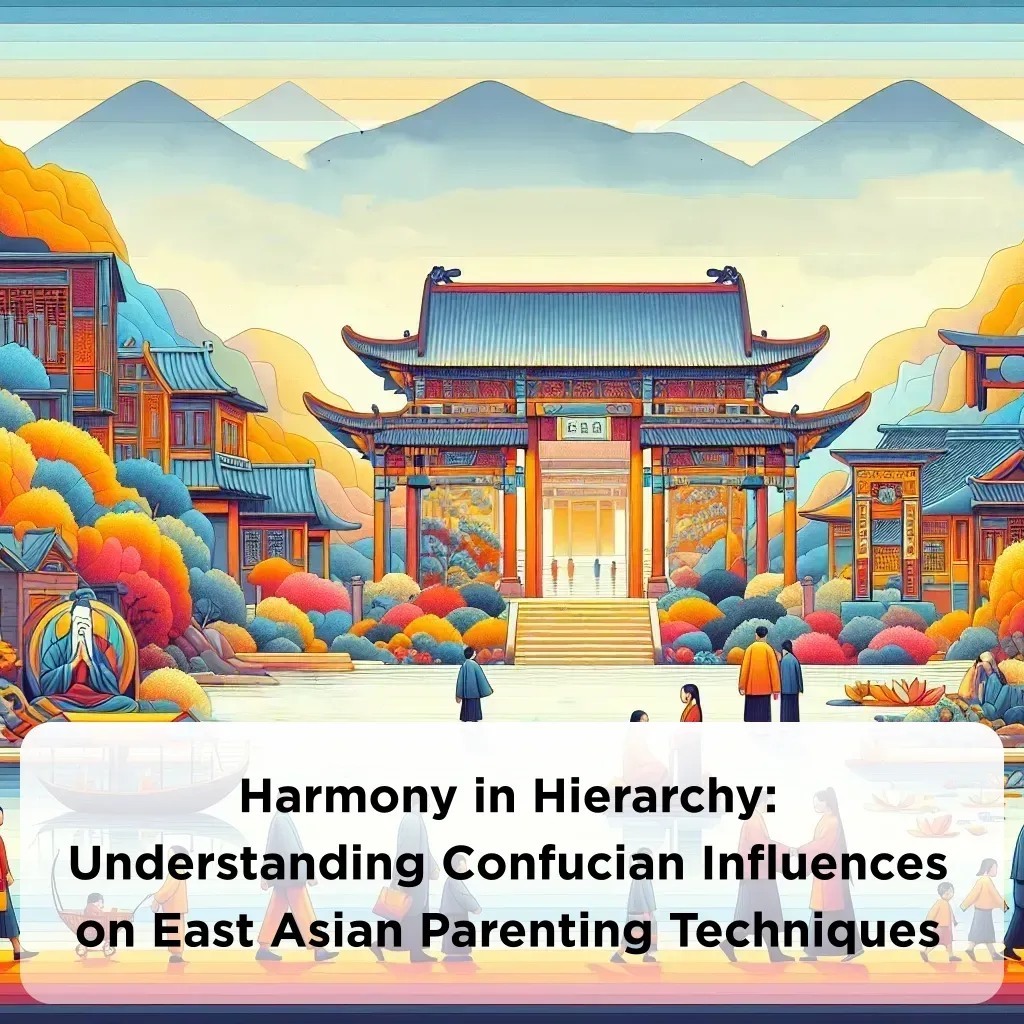 Harmony in Hierarchy:
Understanding Confucian Influences
on East Asian Parenting Techniques